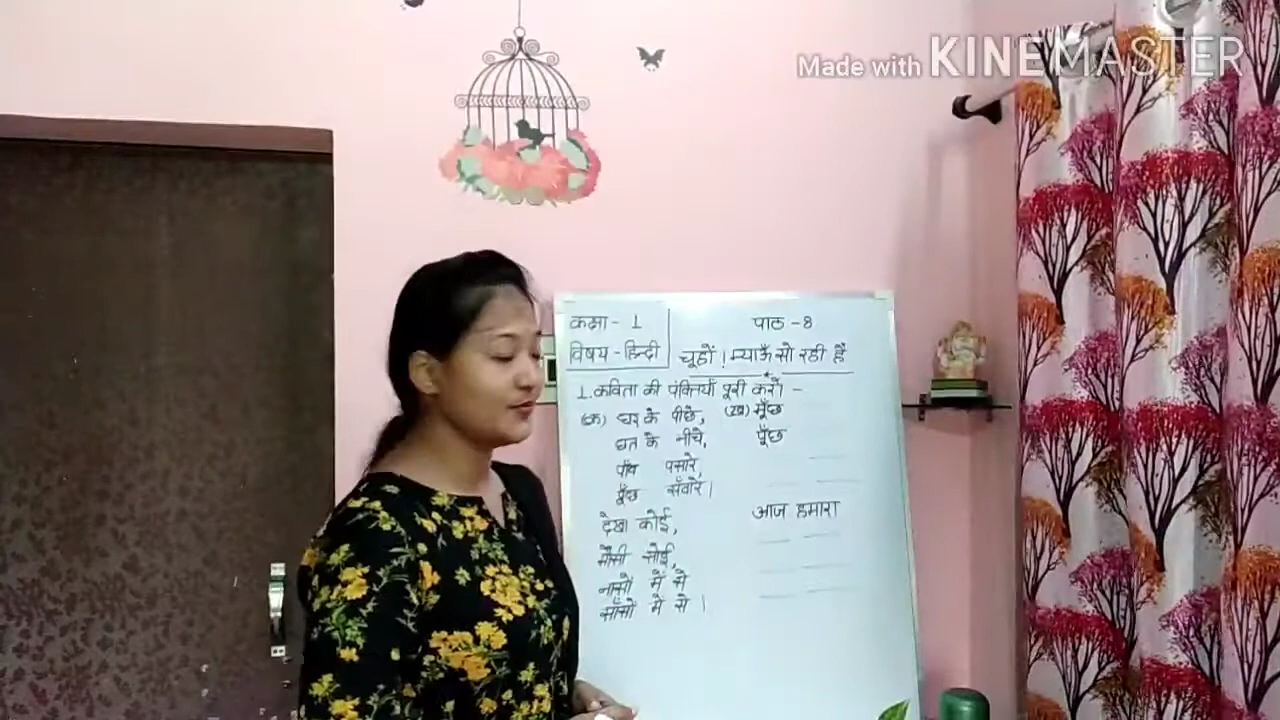 Made with KINEMASTER
कक्षा - 1
विषय - हिन्दी
पाठ - 8
चूहों ! म्याऊँ सो रही है
1. कविता की पंक्तियाँ पूरी करो -
(क) घर के पीछे,
छत के नीचे,
पाँव पसारे,
पूँछ सँवारे।
देखो कोई,
मौसी सोई,
नासों में से
साँसों में से।
(ख) मूँछ
पूँछ
आज हमारा